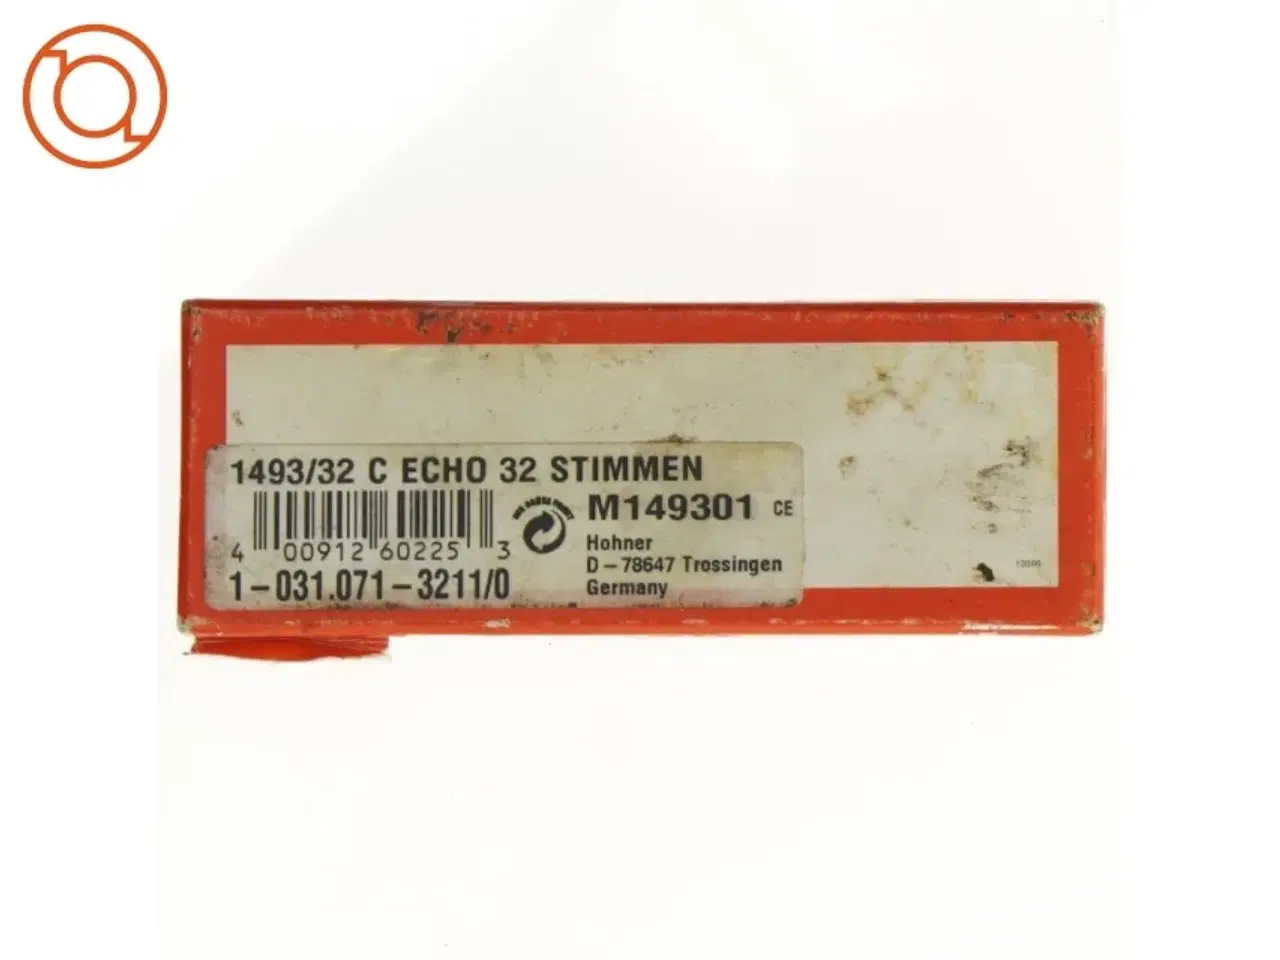 1493/32 C ECHO 32 STIMMEN
M149301 CE
4 00912 60225 3
Hohner
D-78647 Trossingen
Germany
1-031.071-3211/0